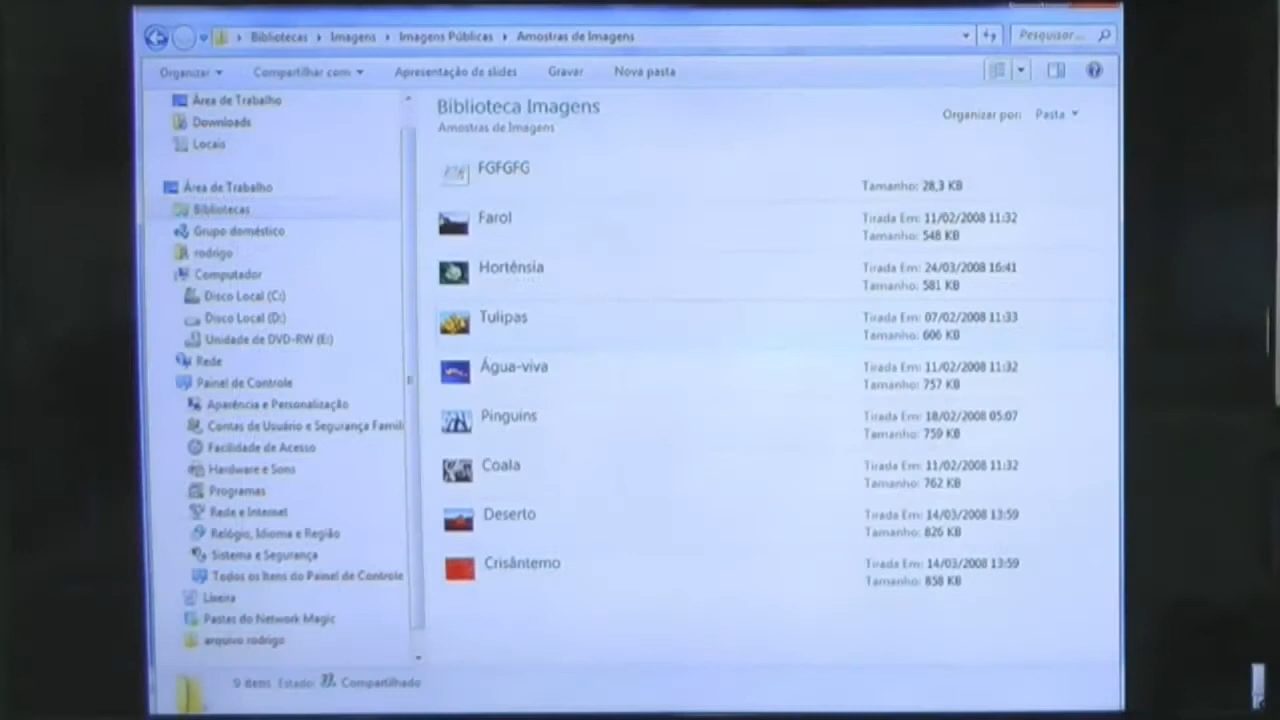 Bibliotecas Imagens Imagens Públicas Amostras de Imagens Pesquisar...
Organizar Compartilhar com Apresentação de slides Gravar Nova pasta
Área de Trabalho
Downloads
Locais
Área de Trabalho
Bibliotecas
Grupo doméstico
rodrigo
Computador
Disco Local (C:)
Disco Local (D:)
Unidade de DVD-RW (E:)
Rede
Painel de Controle
Aparência e Personalização
Contas de Usuário e Segurança Famili
Facilidade de Acesso
Hardware e Sons
Programas
Rede e Internet
Relógio, Idioma e Região
Sistema e Segurança
Todos os Itens do Painel de Controle
Lixeira
Pastas do Network Magic
arquivo rodrigo
Biblioteca Imagens
Amostras de Imagens
Organizar por: Pasta
FGFGFG
Tamanho: 28,3 KB
Farol Tirada Em: 11/02/2008 11:32
Tamanho: 548 KB
Hortênsia Tirada Em: 24/03/2008 16:41
Tamanho: 581 KB
Tulipas Tirada Em: 07/02/2008 11:33
Tamanho: 606 KB
Água-viva Tirada Em: 11/02/2008 11:32
Tamanho: 757 KB
Pinguins Tirada Em: 18/02/2008 05:07
Tamanho: 759 KB
Coala Tirada Em: 11/02/2008 11:32
Tamanho: 762 KB
Deserto Tirada Em: 14/03/2008 13:59
Tamanho: 826 KB
Crisântemo Tirada Em: 14/03/2008 13:59
Tamanho: 858 KB
9 itens Estado: Compartilhado